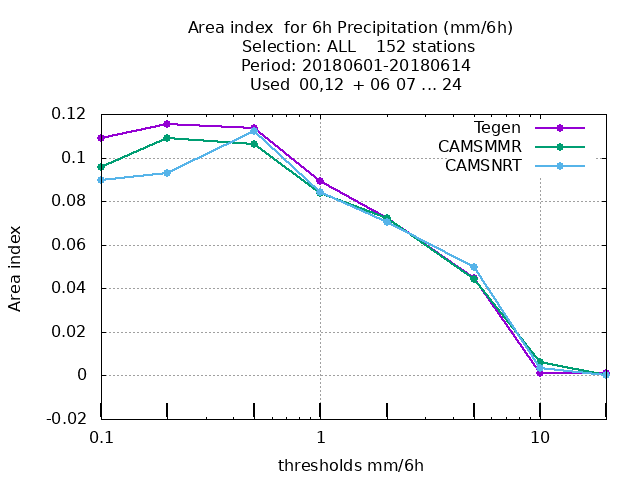 Area index  for 6h Precipitation (mm/6h)
Selection: ALL    152 stations
Period: 20180601-20180614
Used  00,12  + 06 07 ... 24
Tegen
CAMSMMR
CAMSNRT
0.12
0.1
0.08
0.06
0.04
0.02
0
-0.02
Area index
0.1 1 10
thresholds mm/6h